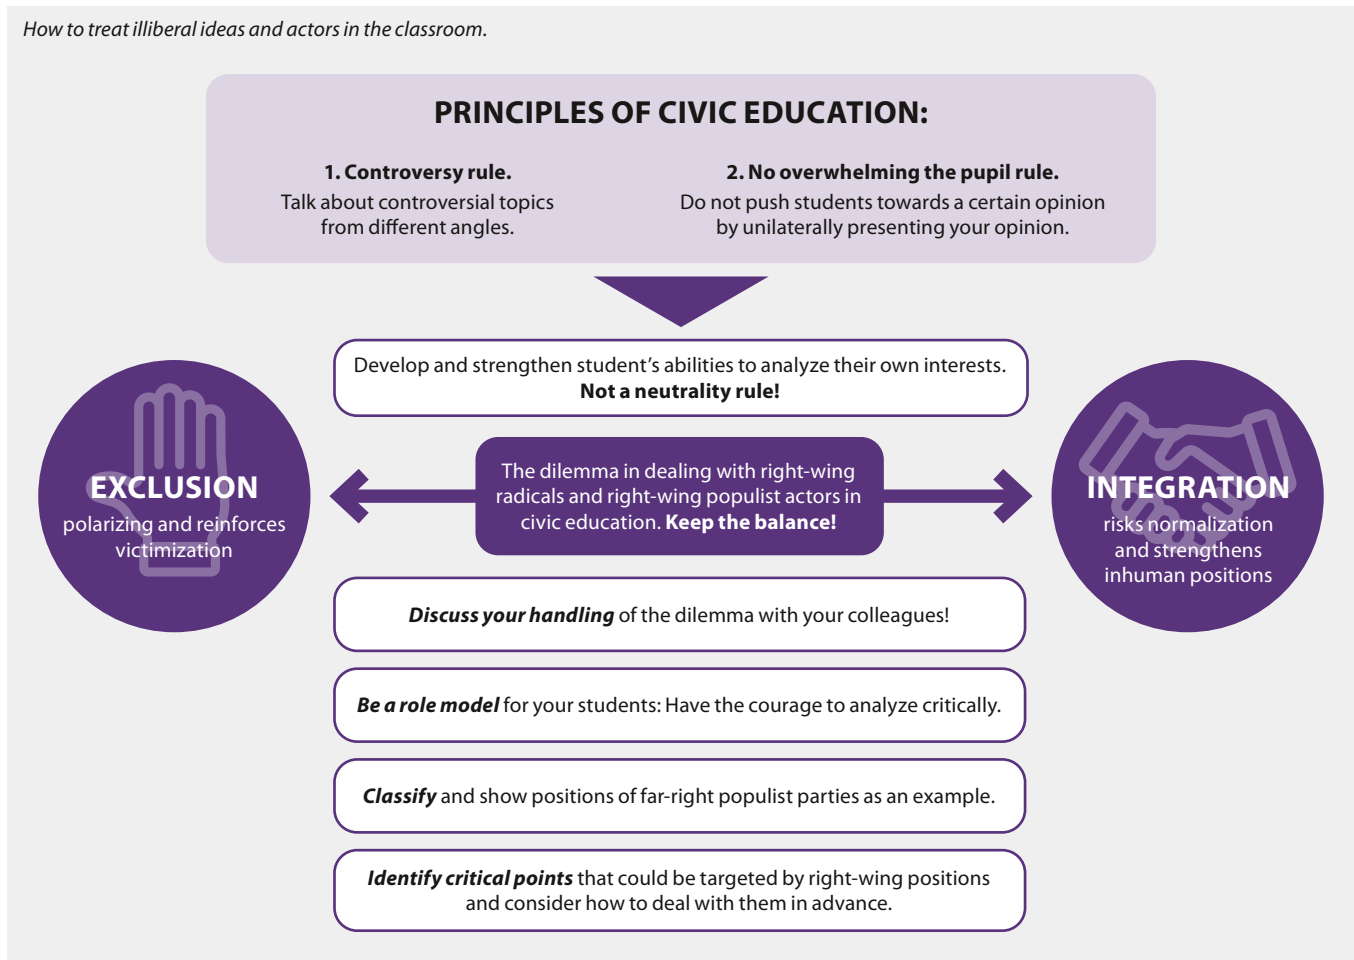 How to treat illiberal ideas and actors in the classroom.
PRINCIPLES OF CIVIC EDUCATION:
1. Controversy rule.
Talk about controversial topics
from different angles.
2. No overwhelming the pupil rule.
Do not push students towards a certain opinion
by unilaterally presenting your opinion.
Develop and strengthen student’s abilities to analyze their own interests.
Not a neutrality rule!
EXCLUSION
polarizing and reinforces
victimization
The dilemma in dealing with right-wing
radicals and right-wing populist actors in
civic education. Keep the balance!
INTEGRATION
risks normalization
and strengthens
inhuman positions
Discuss your handling of the dilemma with your colleagues!
Be a role model for your students: Have the courage to analyze critically.
Classify and show positions of far-right populist parties as an example.
Identify critical points that could be targeted by right-wing positions
and consider how to deal with them in advance.